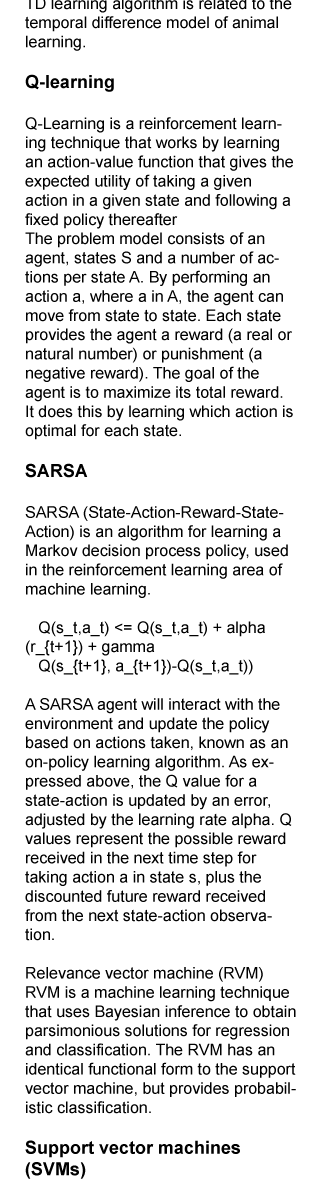 TD learning algorithm is related to the
temporal difference model of animal
learning.
Q-learning
Q-Learning is a reinforcement learn-
ing technique that works by learning
an action-value function that gives the
expected utility of taking a given
action in a given state and following a
fixed policy thereafter
The problem model consists of an
agent, states S and a number of ac-
tions per state A. By performing an
action a, where a in A, the agent can
move from state to state. Each state
provides the agent a reward (a real or
natural number) or punishment (a
negative reward). The goal of the
agent is to maximize its total reward.
It does this by learning which action is
optimal for each state.
SARSA
SARSA (State-Action-Reward-State-
Action) is an algorithm for learning a
Markov decision process policy, used
in the reinforcement learning area of
machine learning.
Q(s_t,a_t) <= Q(s_t,a_t) + alpha
(r_{t+1}) + gamma
Q(s_{t+1}, a_{t+1})-Q(s_t,a_t))
A SARSA agent will interact with the
environment and update the policy
based on actions taken, known as an
on-policy learning algorithm. As ex-
pressed above, the Q value for a
state-action is updated by an error,
adjusted by the learning rate alpha. Q
values represent the possible reward
received in the next time step for
taking action a in state s, plus the
discounted future reward received
from the next state-action observa-
tion.
Relevance vector machine (RVM)
RVM is a machine learning technique
that uses Bayesian inference to obtain
parsimonious solutions for regression
and classification. The RVM has an
identical functional form to the support
vector machine, but provides probabil-
istic classification.
Support vector machines
(SVMs)